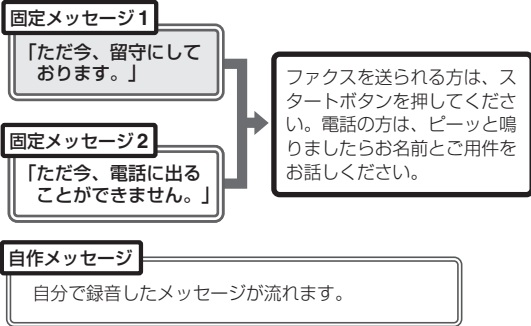 固定メッセージ1
「ただ今、留守にして
おります。」
固定メッセージ2
「ただ今、電話に出る
ことができません。」
ファクスを送られる方は、ス
タートボタンを押してくださ
い。電話の方は、ピーッと鳴
りましたらお名前とご用件を
お話しください。
自作メッセージ
自分で録音したメッセージが流れます。